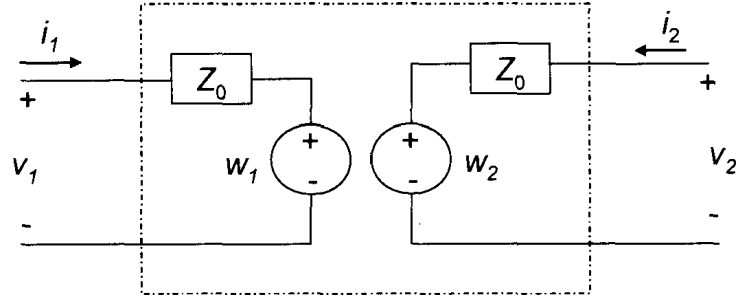 i₁
i₂
Z₀
Z₀
+
+
v₁
w₁
+
-
+
-
w₂
v₂
-
-